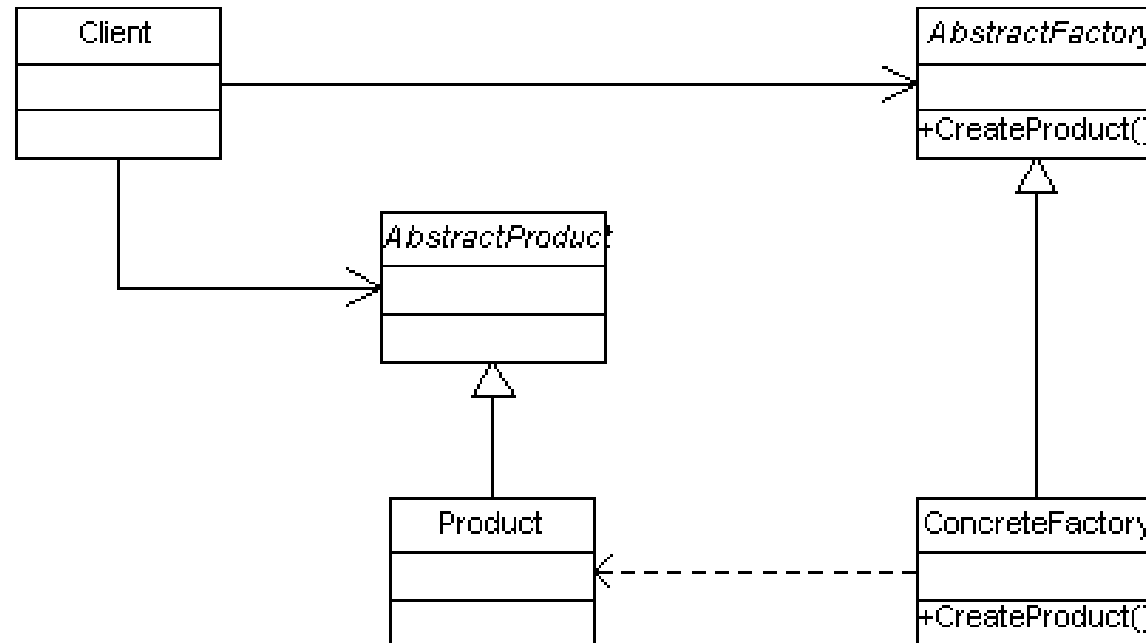 Client
AbstractFactory
+CreateProduct()
AbstractProduct
Product
ConcreteFactory
+CreateProduct()